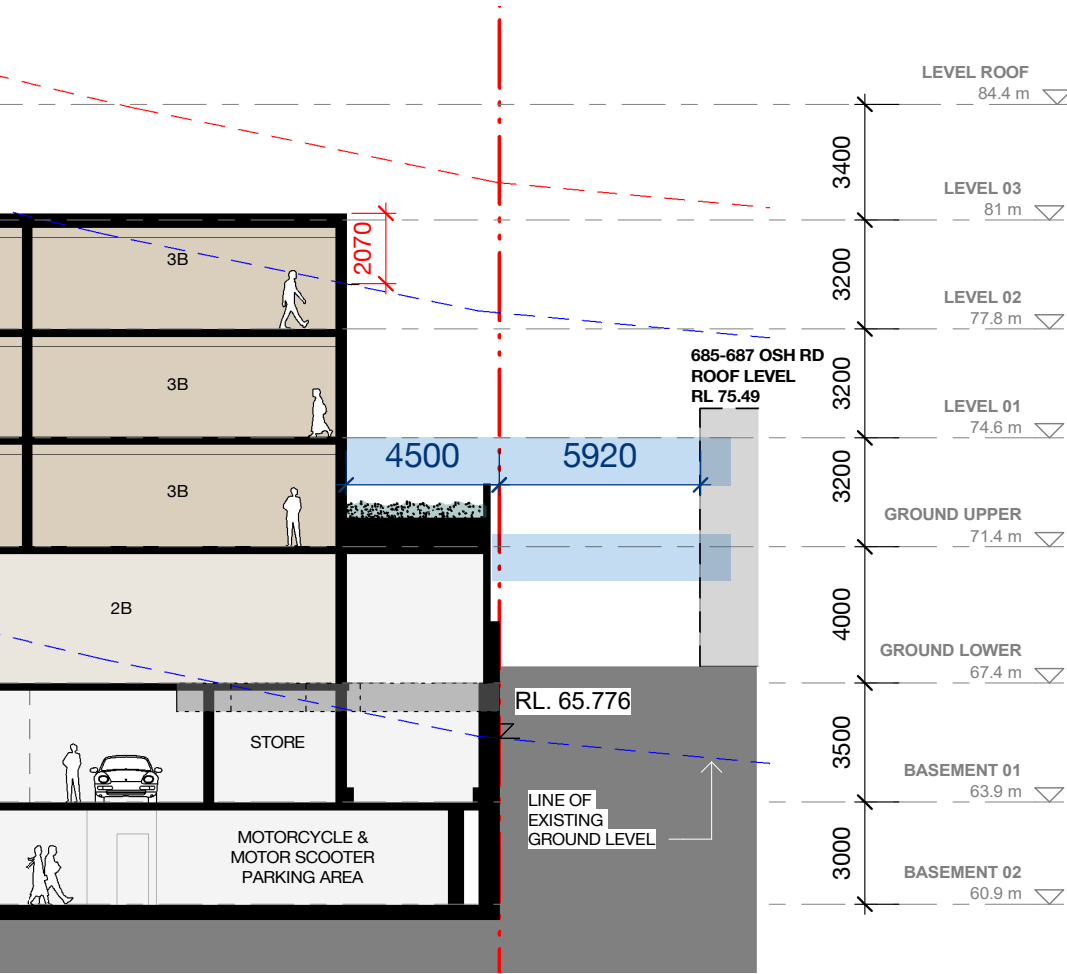 LEVEL ROOF
84.4 m
3400
LEVEL 03
81 m
2070
3B
3200
LEVEL 02
77.8 m
685-687 OSH RD
ROOF LEVEL
RL 75.49
3B
3200
LEVEL 01
74.6 m
4500
5920
3B
3200
GROUND UPPER
71.4 m
2B
4000
GROUND LOWER
67.4 m
RL. 65.776
STORE
3500
BASEMENT 01
63.9 m
LINE OF
EXISTING
GROUND LEVEL
MOTORCYCLE &
MOTOR SCOOTER
PARKING AREA
3000
BASEMENT 02
60.9 m